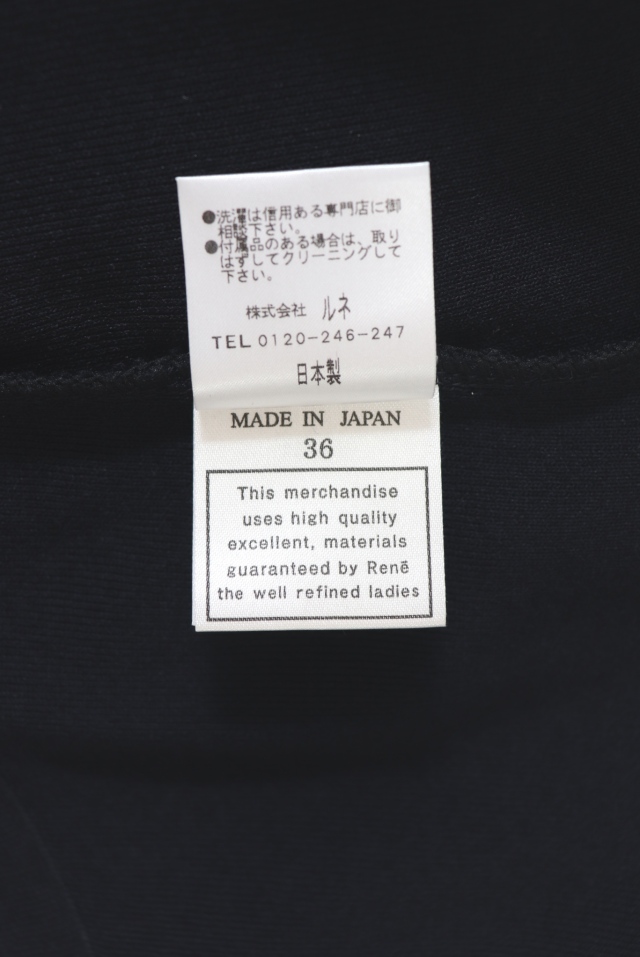 ●洗濯は信用ある専門店に御
相談下さい。
●付属品のある場合は、取り
はずしてクリーニングして
下さい。
株式会社 ルネ
TEL 0120-246-247
日本製
MADE IN JAPAN
36
This merchandise
uses high quality
excellent, materials
guaranteed by René
the well refined ladies